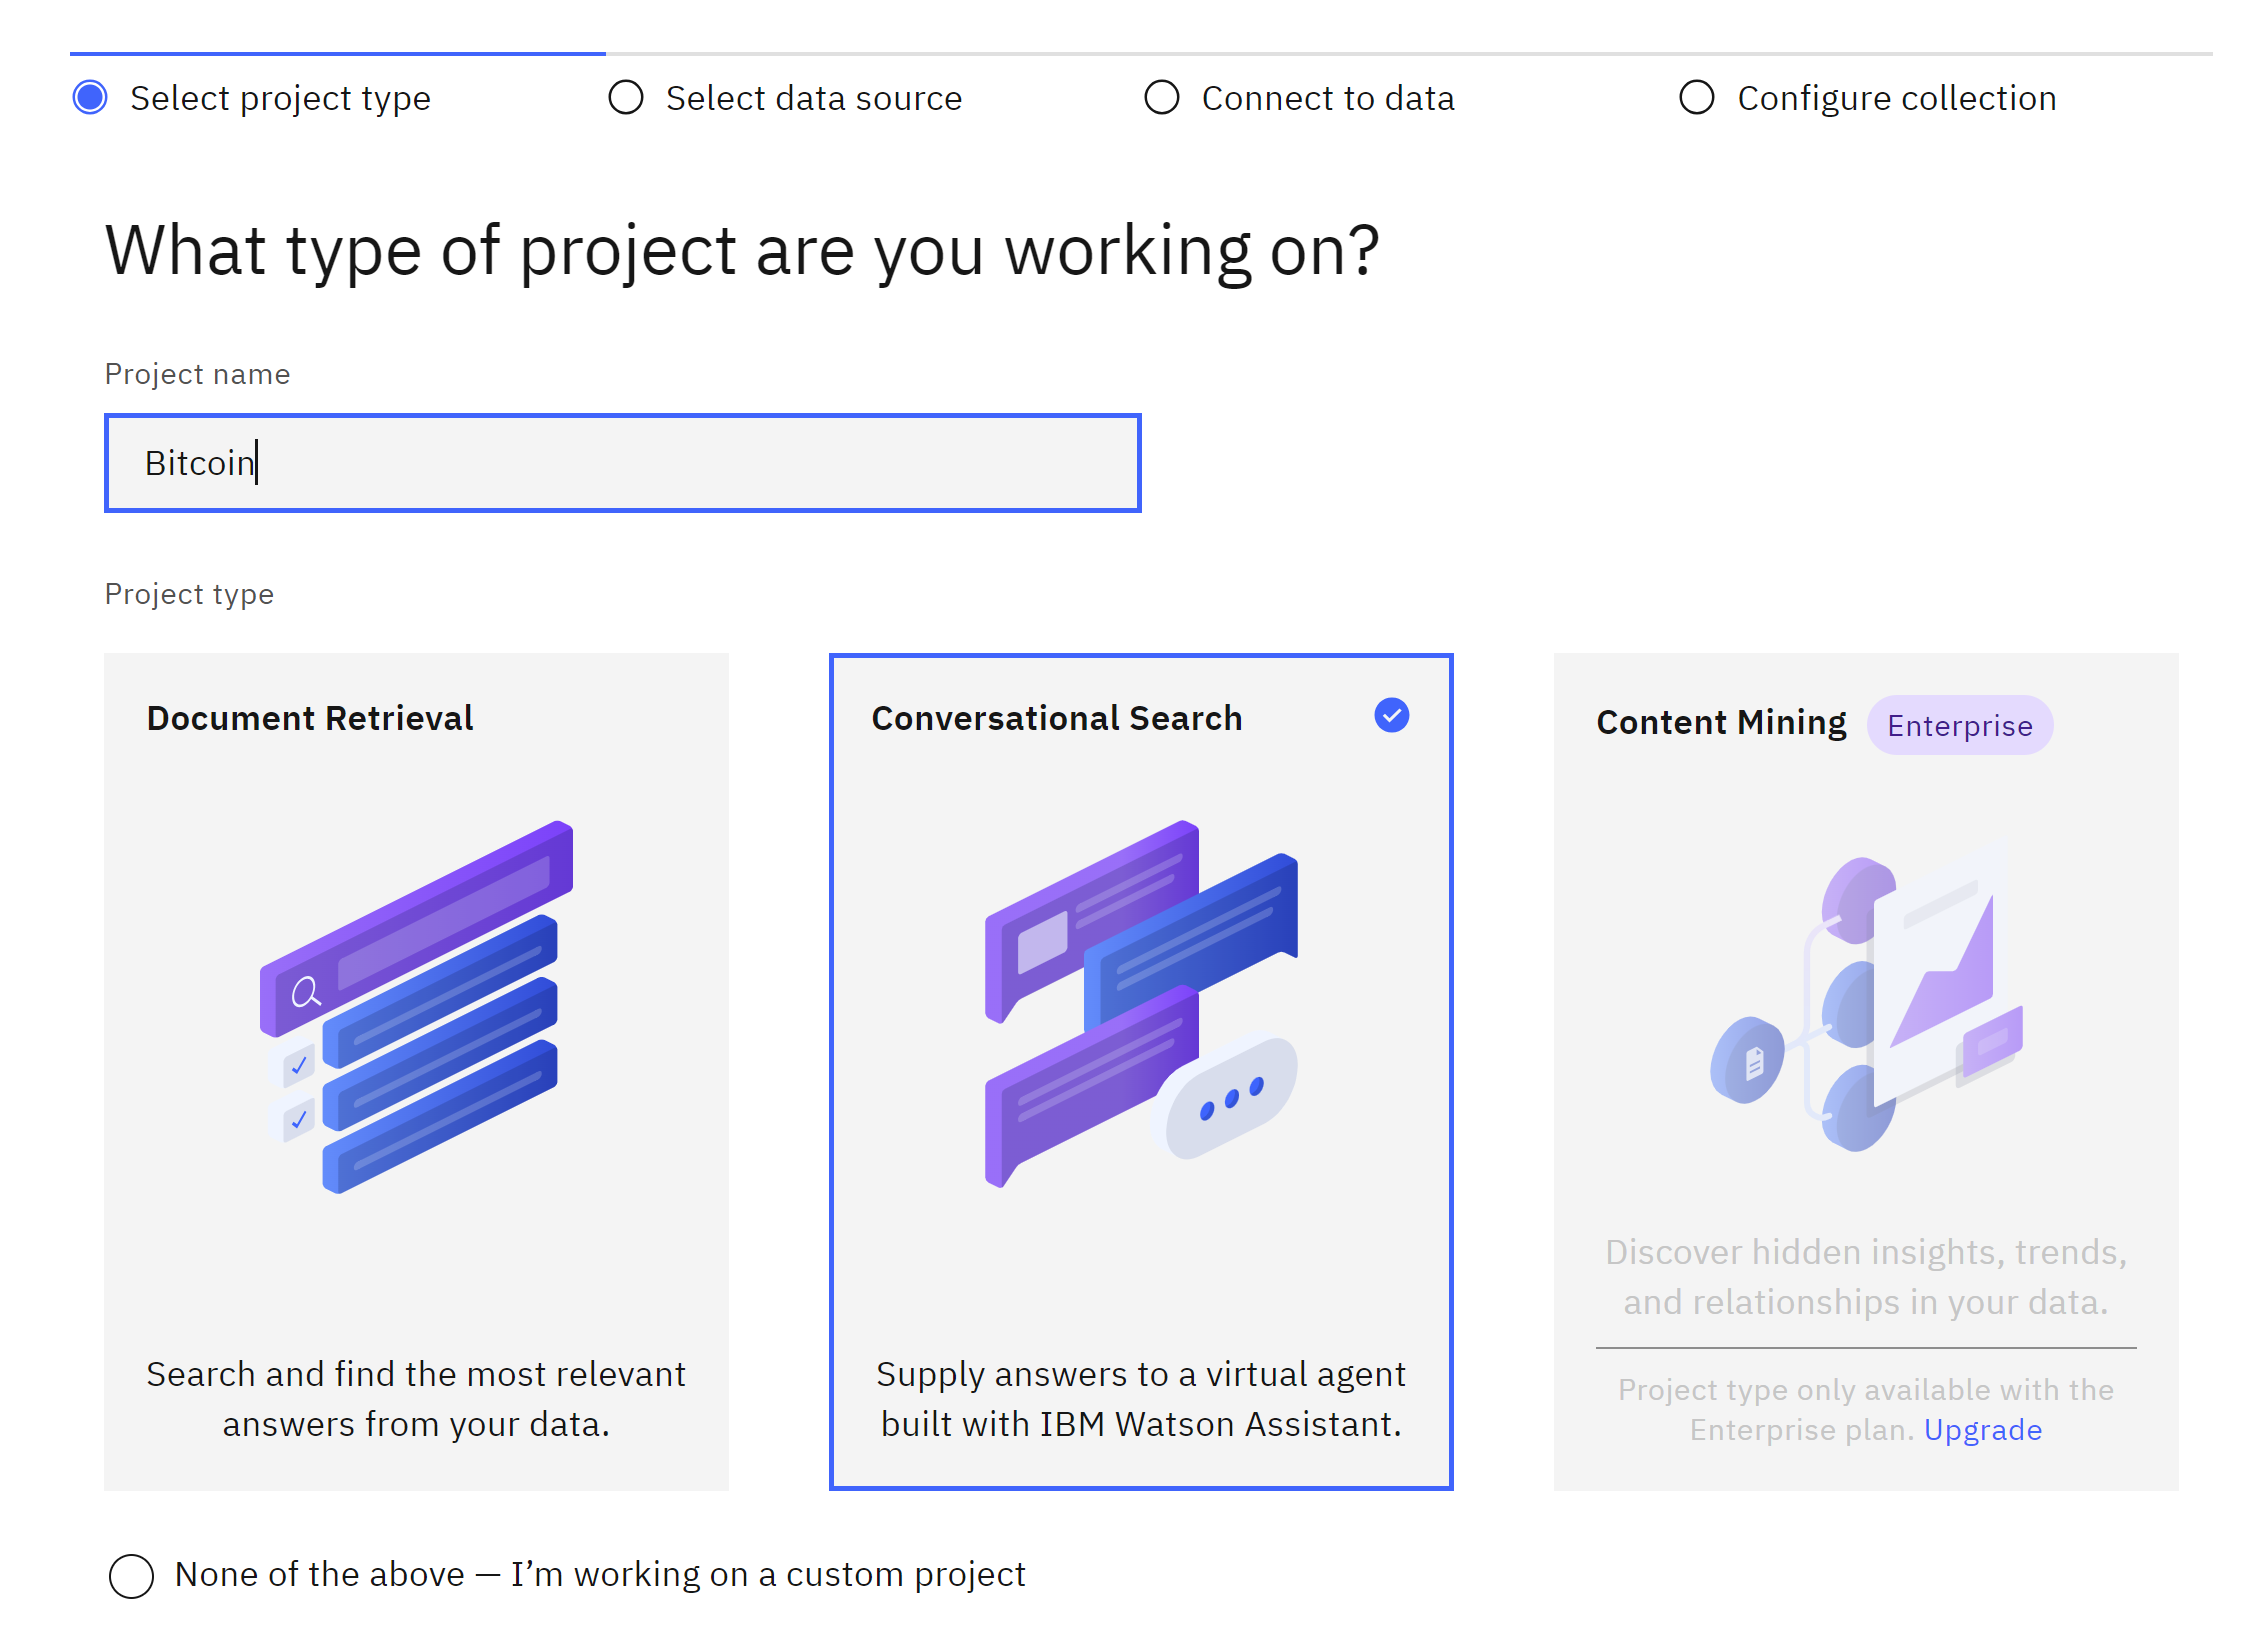 Select project type
Select data source
Connect to data
Configure collection
What type of project are you working on?
Project name
Bitcoin
Project type
Document Retrieval
Search and find the most relevant
answers from your data.
Conversational Search
Supply answers to a virtual agent
built with IBM Watson Assistant.
Content Mining
Enterprise
Discover hidden insights, trends,
and relationships in your data.
Project type only available with the
Enterprise plan. Upgrade
None of the above — I’m working on a custom project